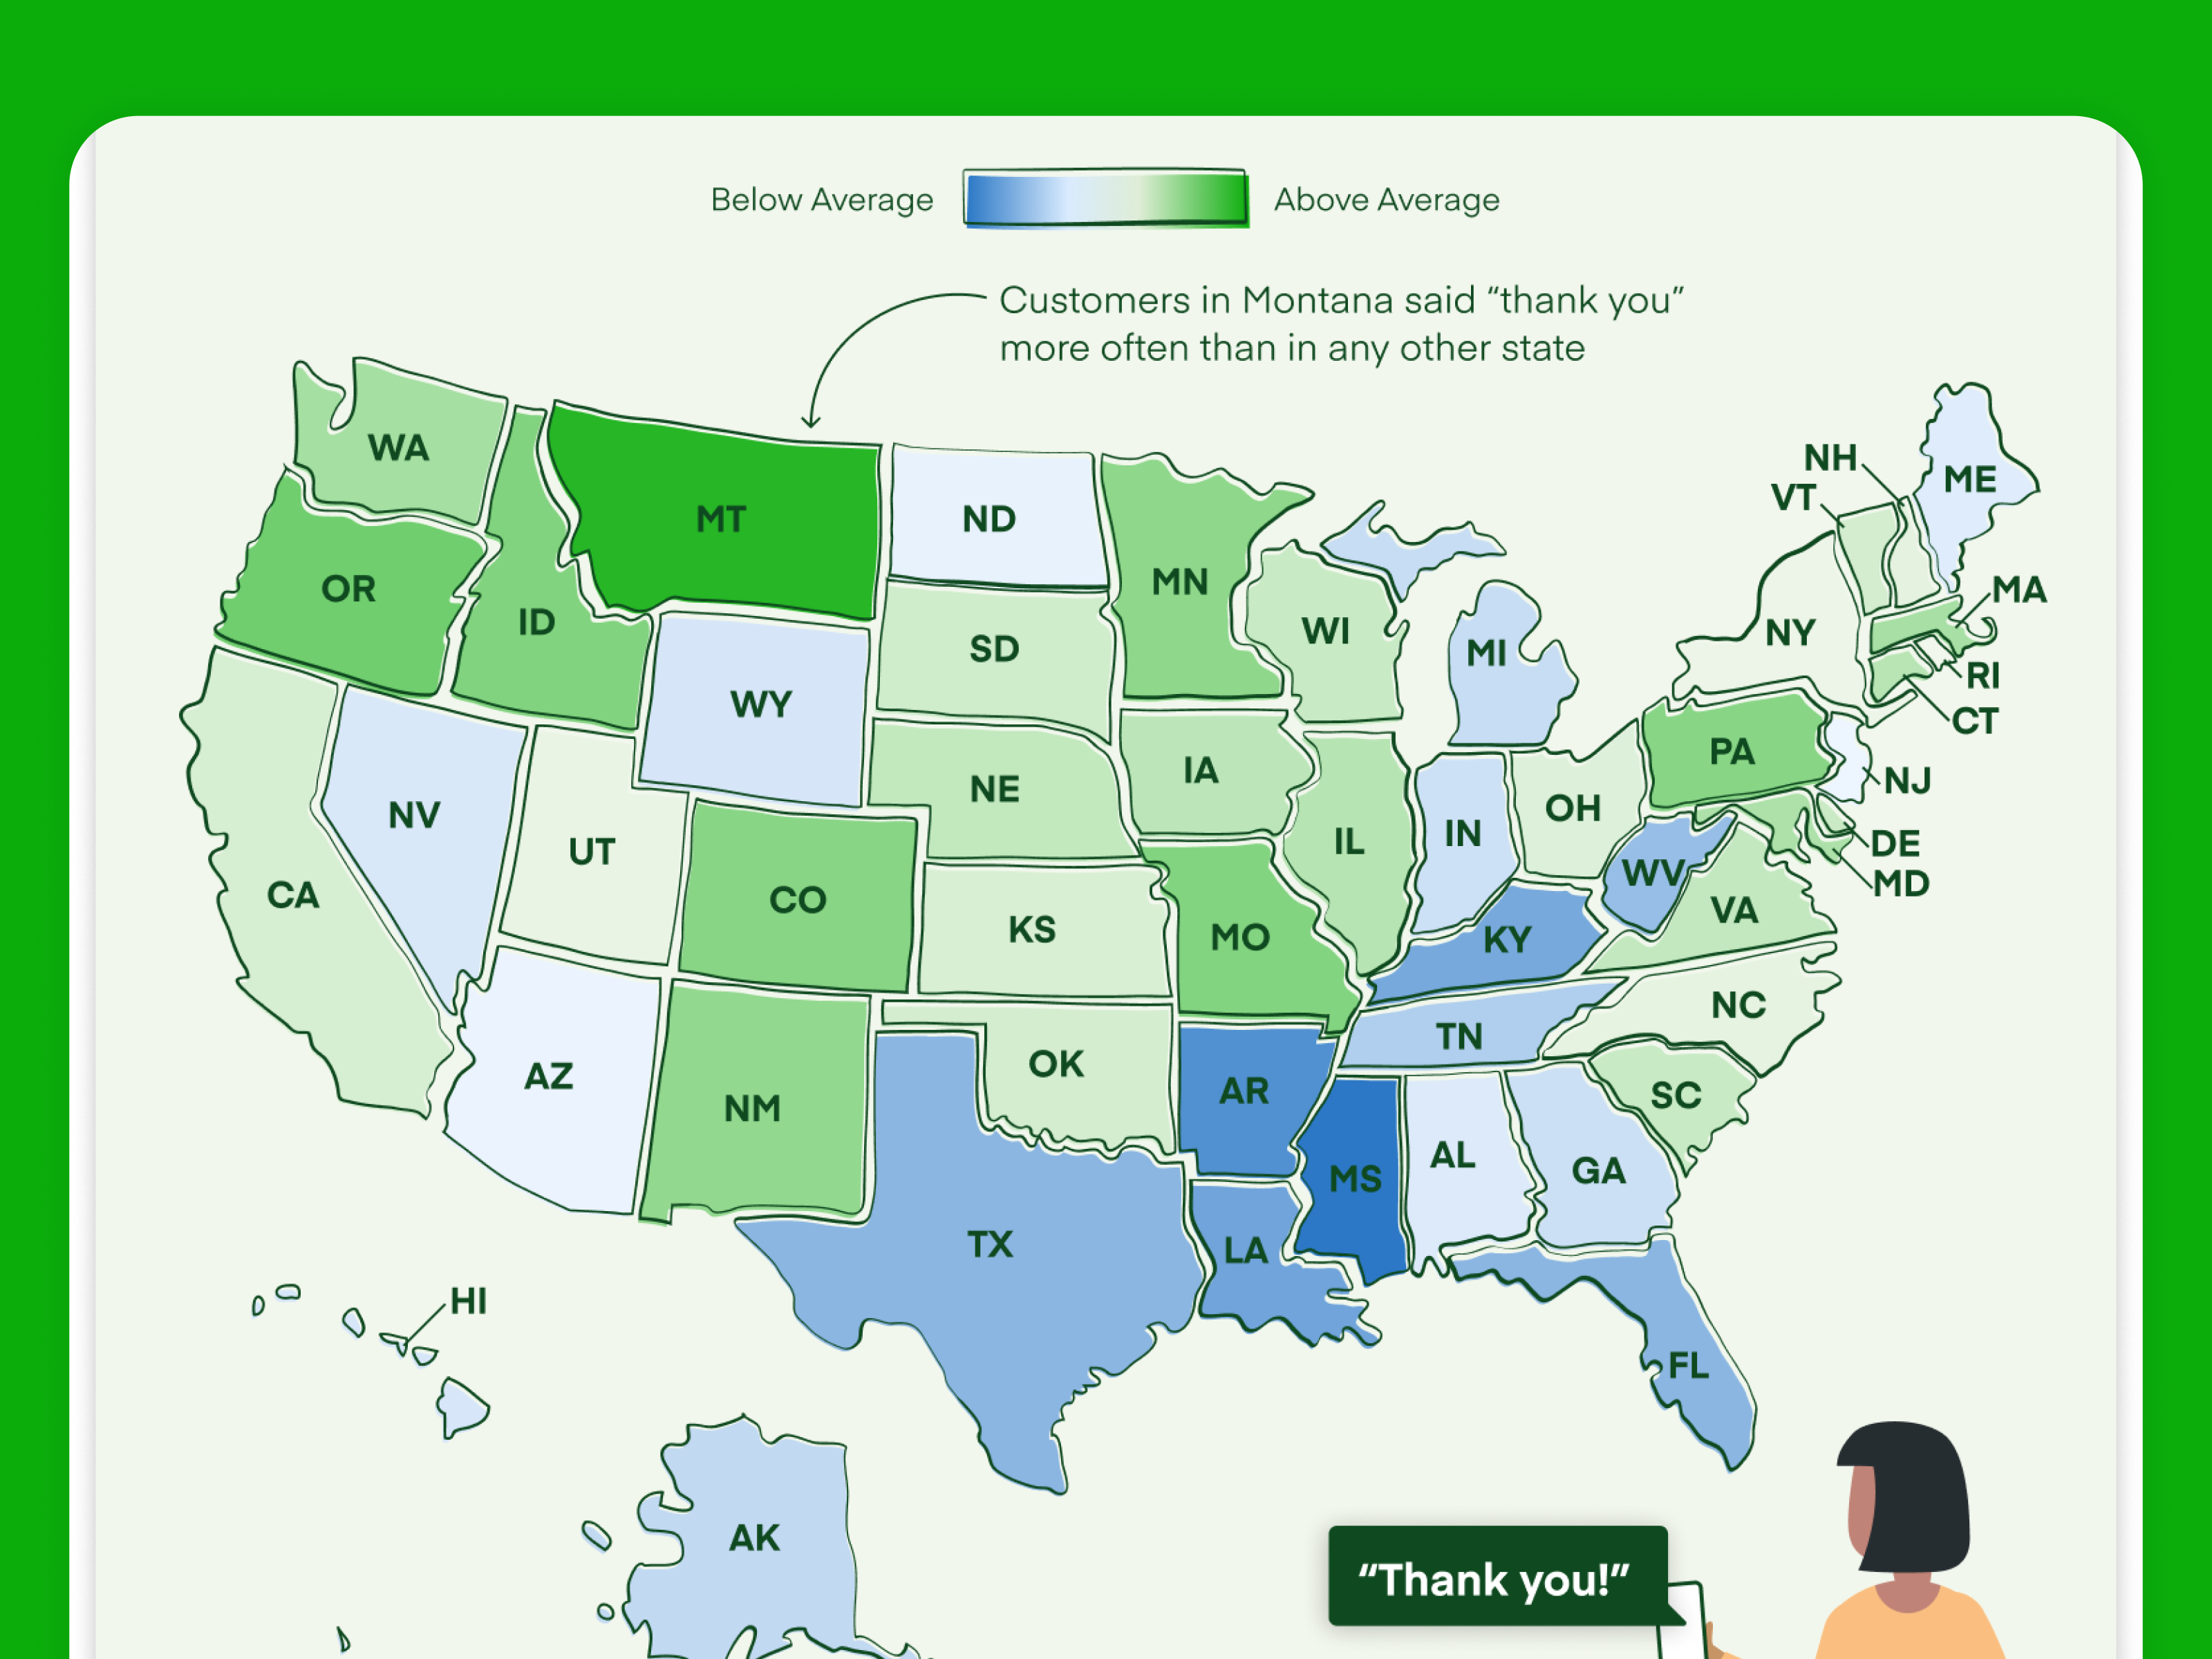 Below Average
Above Average
Customers in Montana said “thank you”
more often than in any other state
WA
MT
ND
MN
NH
VT
ME
OR
ID
SD
WI
MI
NY
MA
RI
CT
WY
NE
IA
PA
NJ
NV
UT
CO
KS
MO
IL
IN
OH
WV
DE
MD
VA
CA
KY
NC
AZ
NM
OK
TN
AR
SC
MS
AL
GA
TX
LA
HI
FL
AK
“Thank you!”